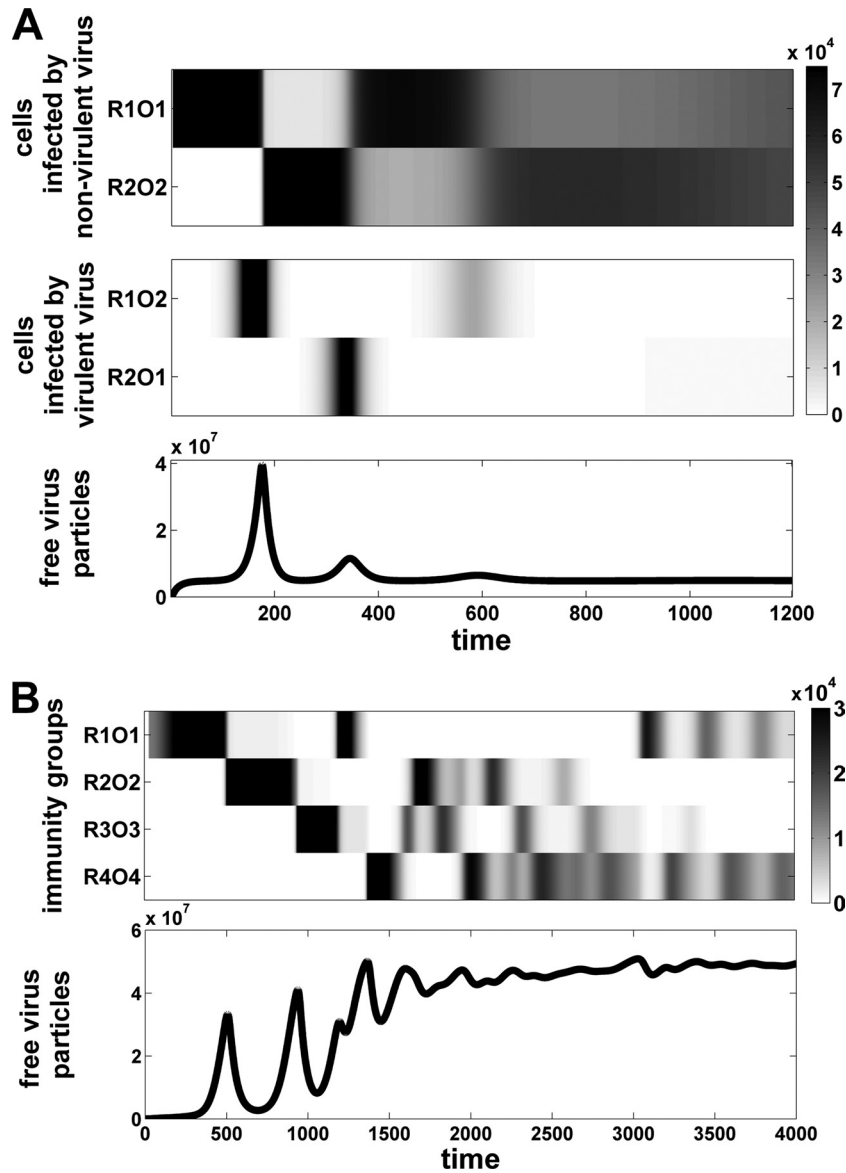 A
cells
infected by
non-virulent virus
R1O1
R2O2
x 10^4
7
6
5
4
3
2
1
0
cells
infected by
virulent virus
R1O2
R2O1
free virus
particles
x 10^7
4
2
0
200
400
600
800
1000
1200
time
B
immunity groups
R1O1
R2O2
R3O3
R4O4
x10^4
3
2
1
0
free virus
particles
x 10^7
6
4
2
0
0
500
1000
1500
2000
2500
3000
3500
4000
time